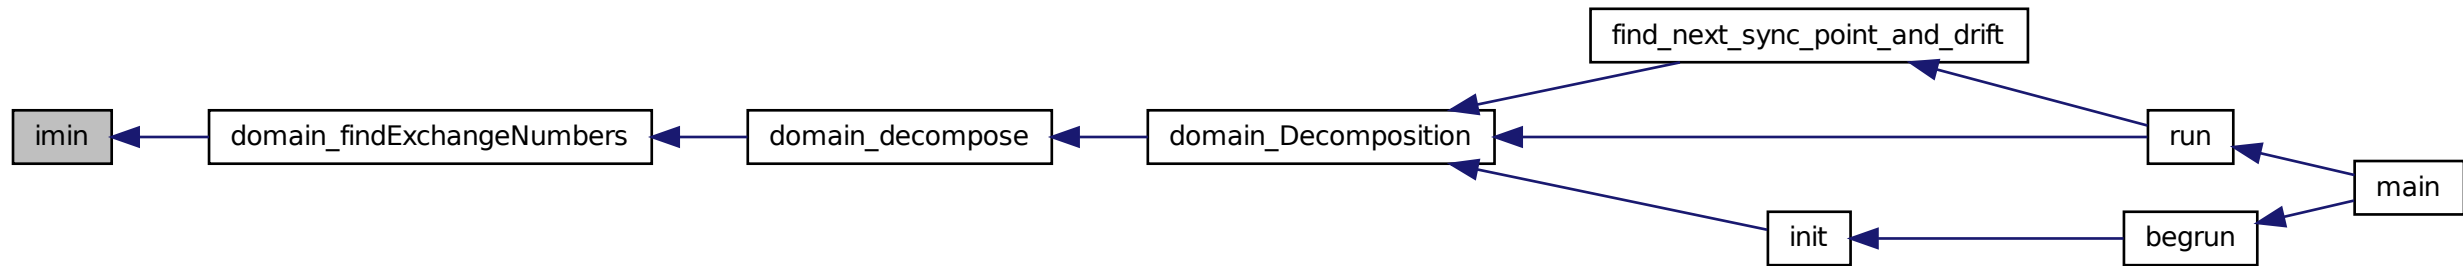 find_next_sync_point_and_drift
imin
domain_findExchangeNumbers
domain_decompose
domain_Decomposition
run
main
init
begrun